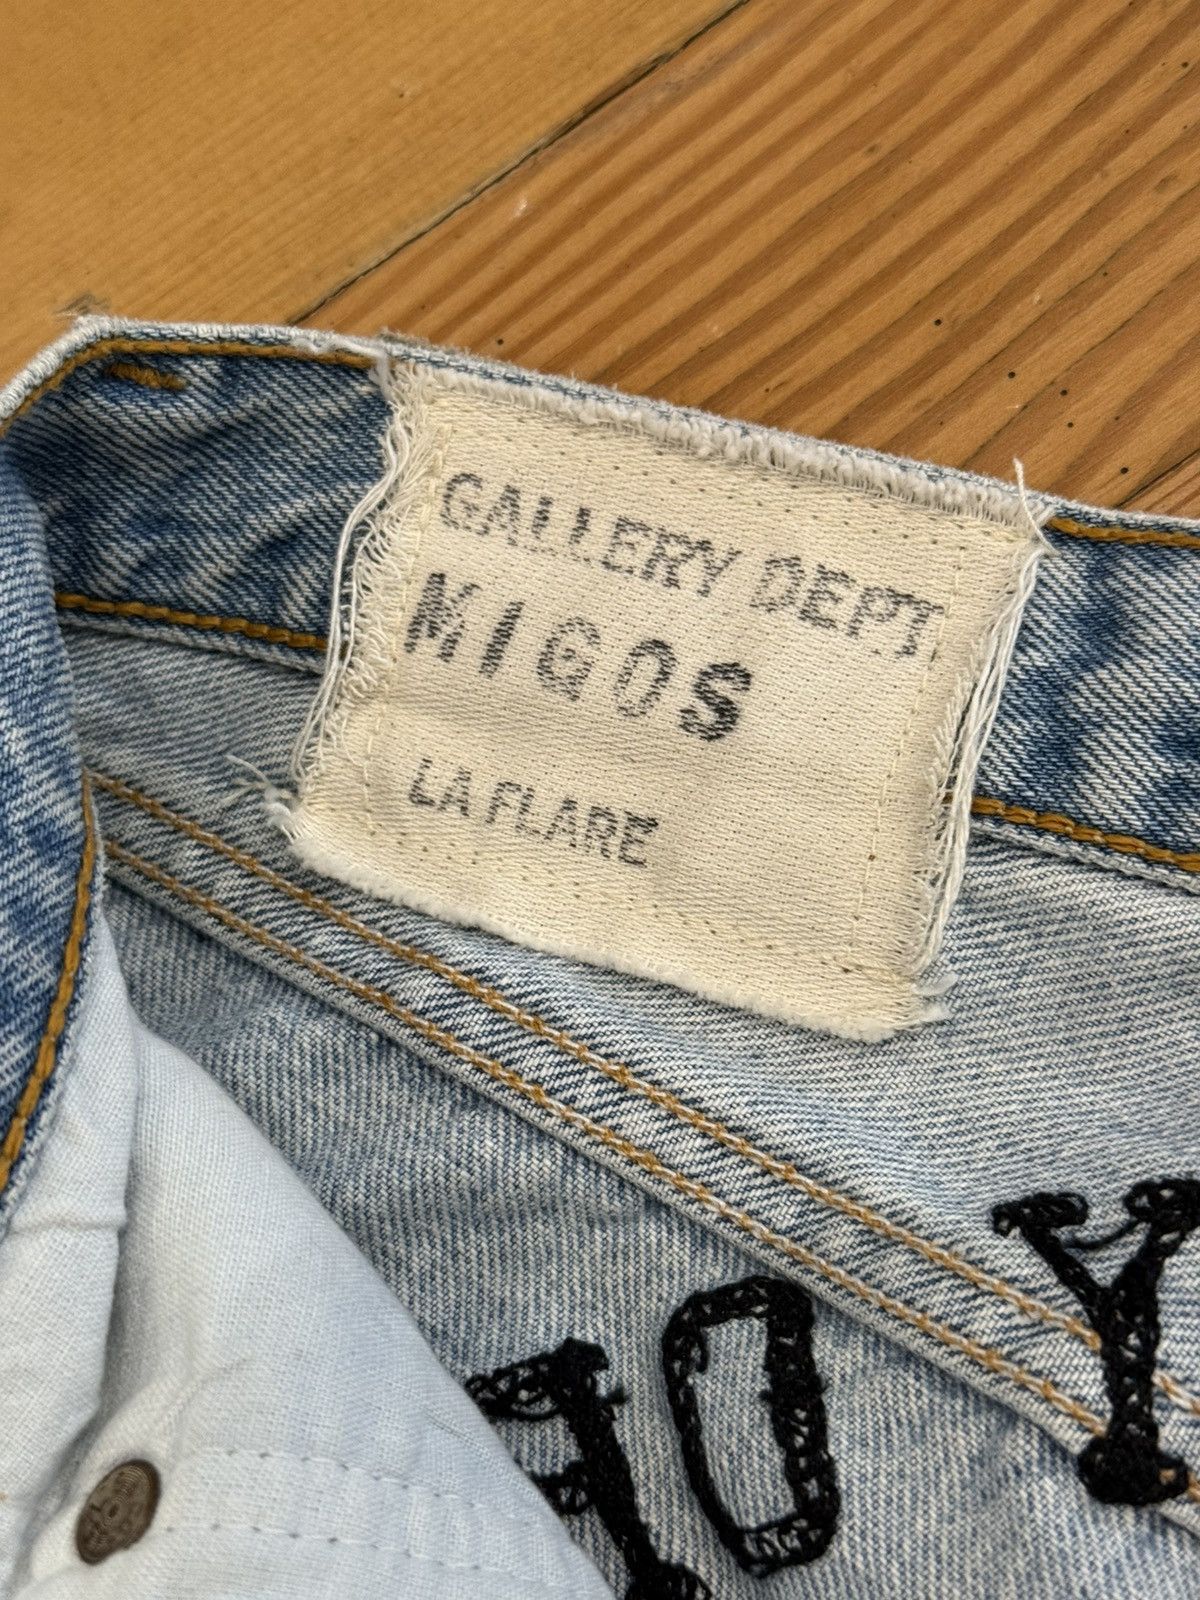 GALLERY DEPT
MIGOS
LA FLARE
Y
O